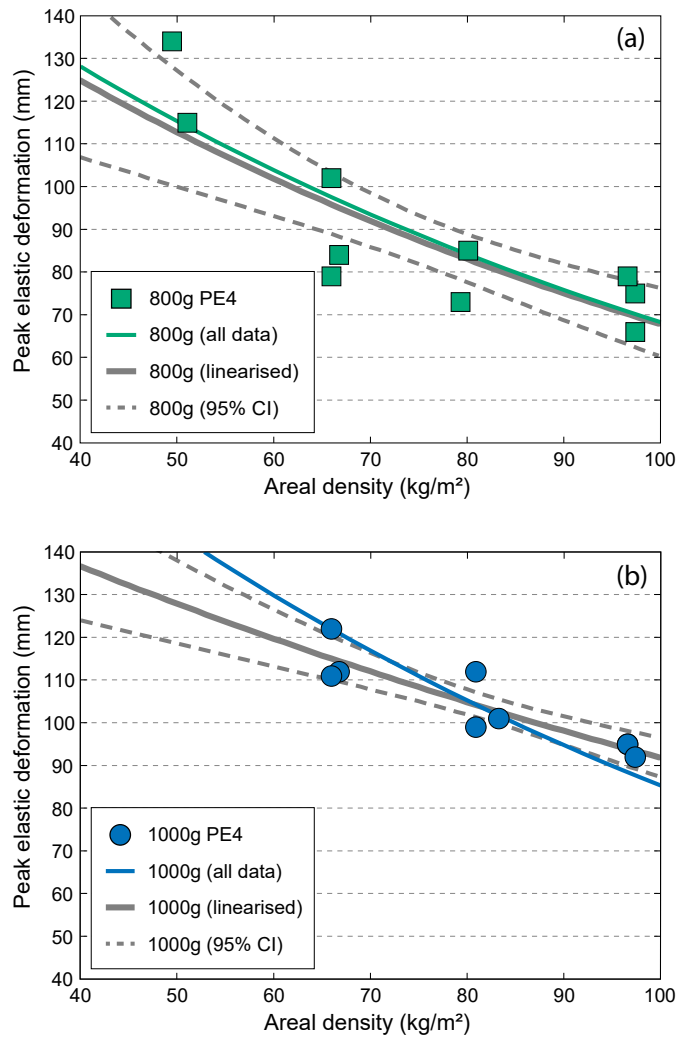 (a)
Peak elastic deformation (mm)
140
130
120
110
100
90
80
70
60
50
40
800g PE4
800g (all data)
800g (linearised)
800g (95% CI)
40 50 60 70 80 90 100
Areal density (kg/m²)
(b)
Peak elastic deformation (mm)
140
130
120
110
100
90
80
70
60
50
40
1000g PE4
1000g (all data)
1000g (linearised)
1000g (95% CI)
40 50 60 70 80 90 100
Areal density (kg/m²)